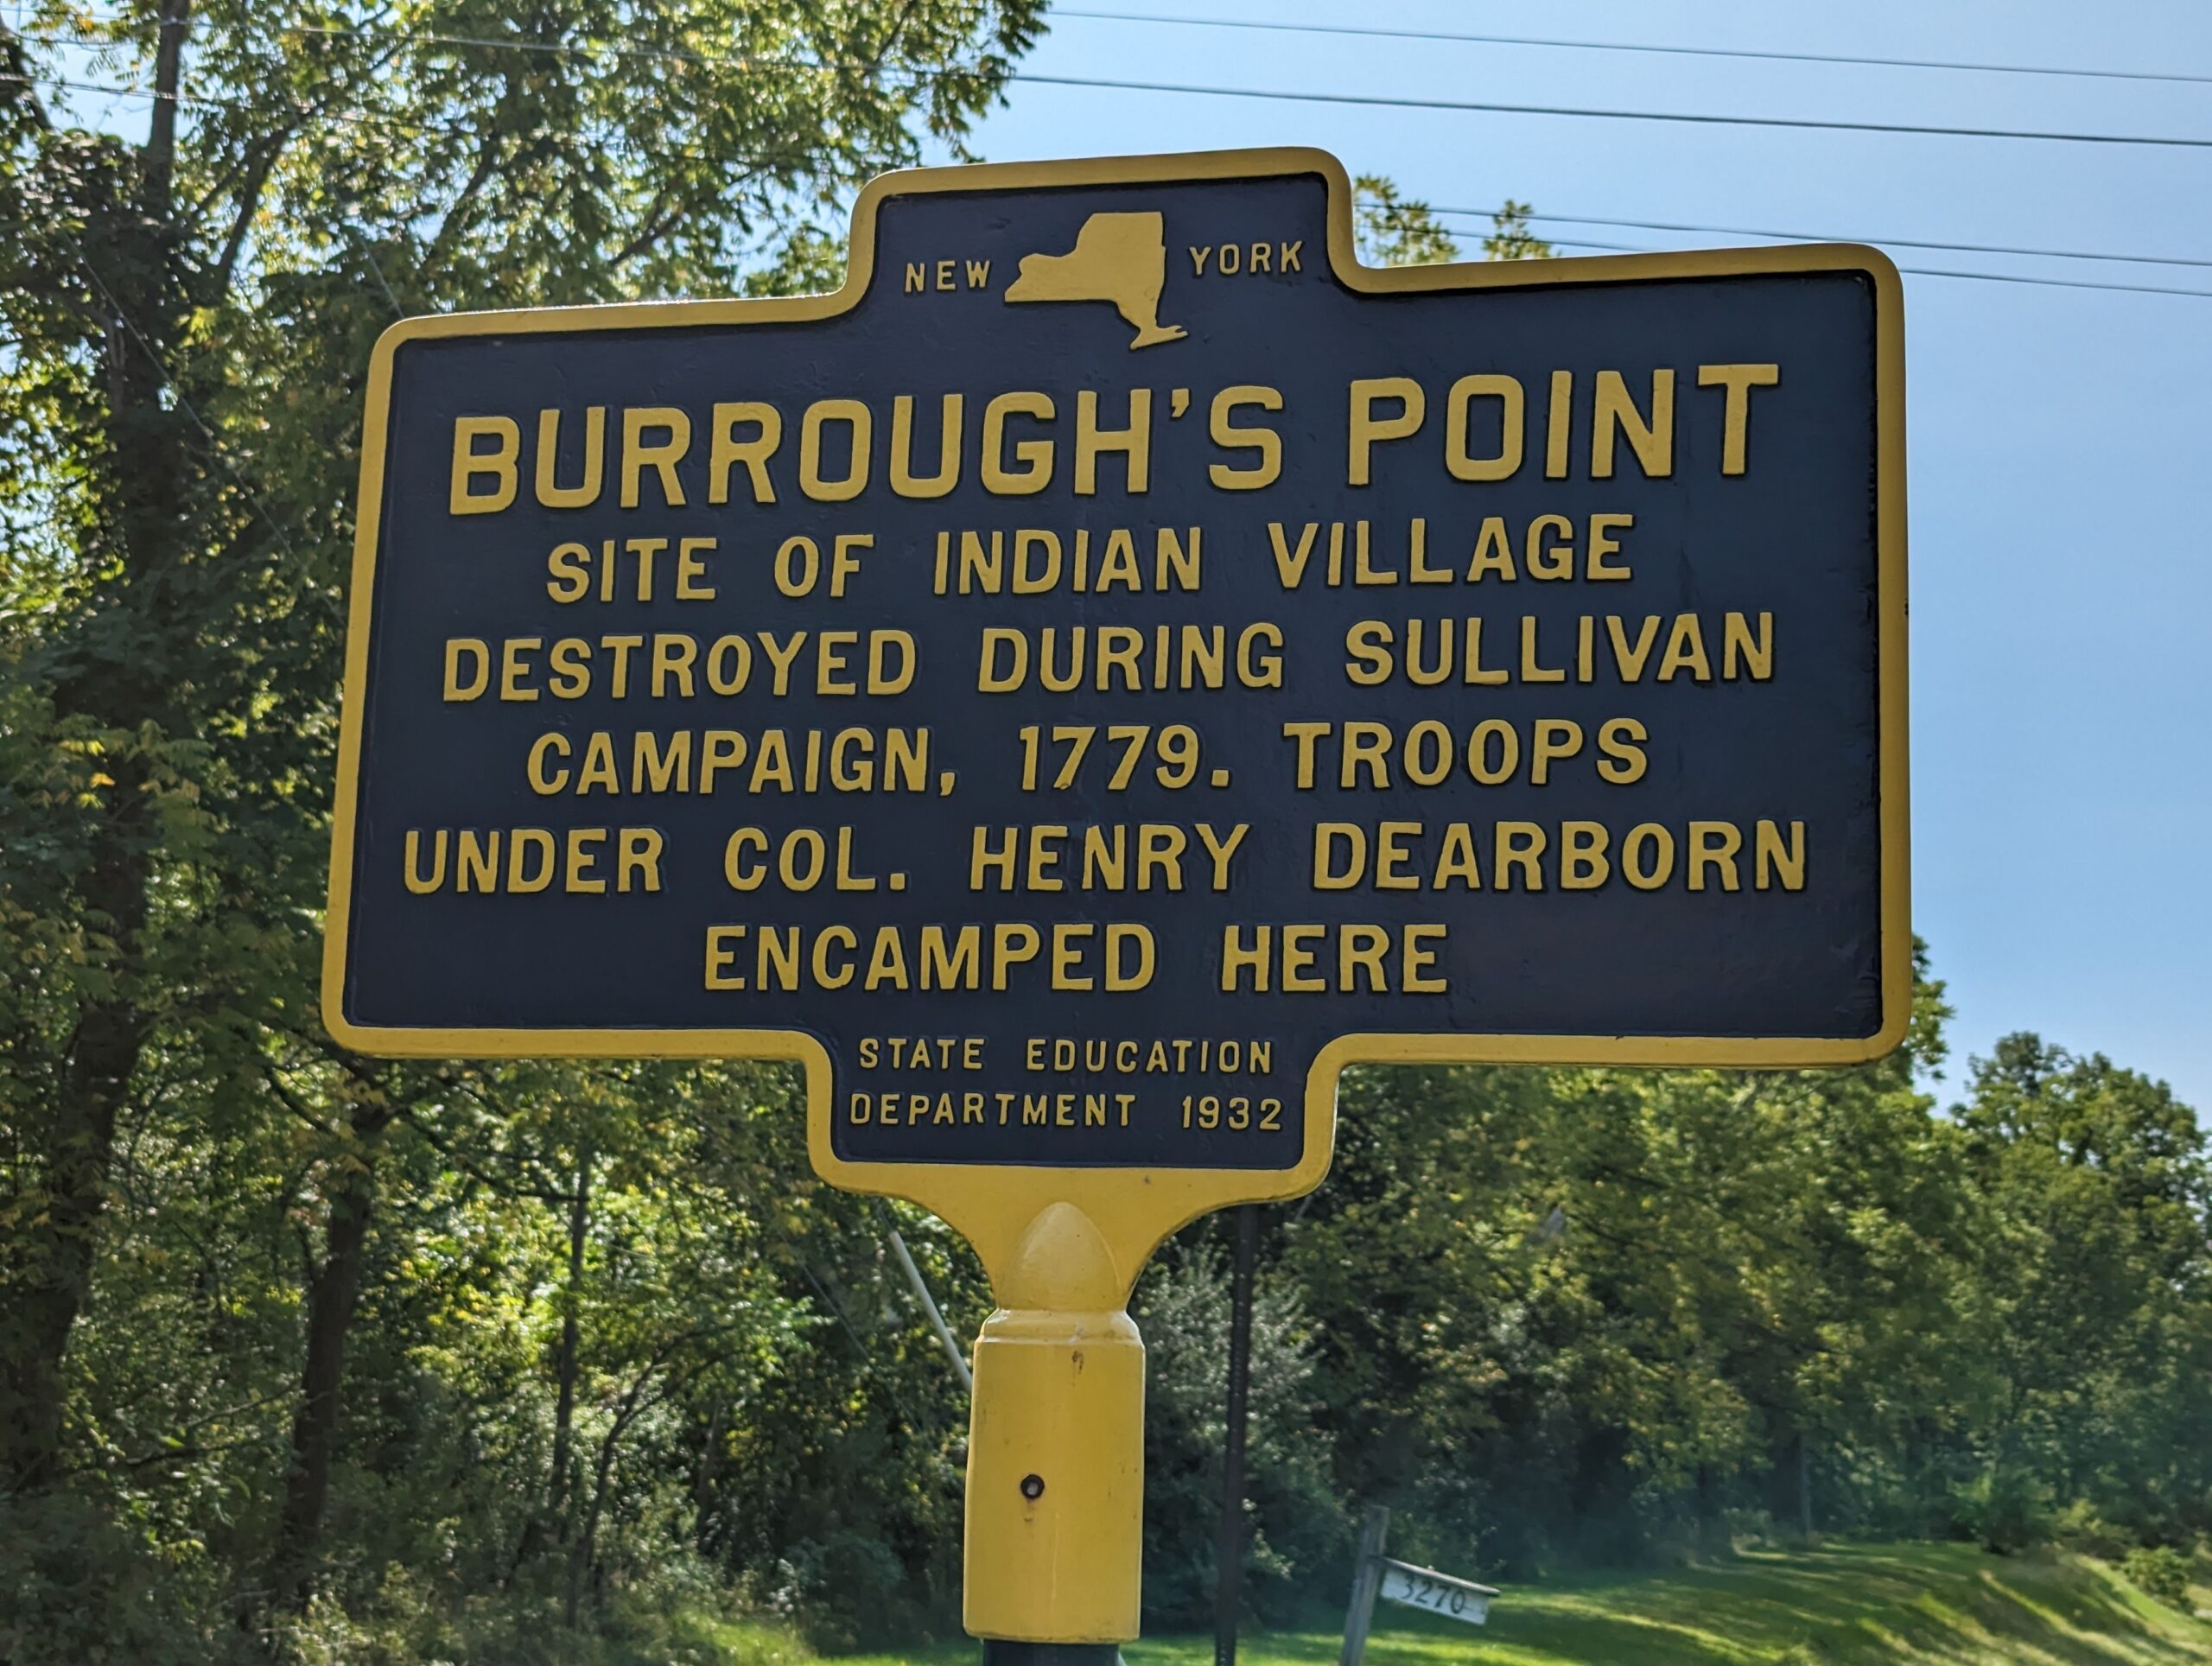 NEW YORK
BURROUGH'S POINT
SITE OF INDIAN VILLAGE
DESTROYED DURING SULLIVAN
CAMPAIGN, 1779. TROOPS
UNDER COL. HENRY DEARBORN
ENCAMPED HERE
STATE EDUCATION
DEPARTMENT 1932
3270